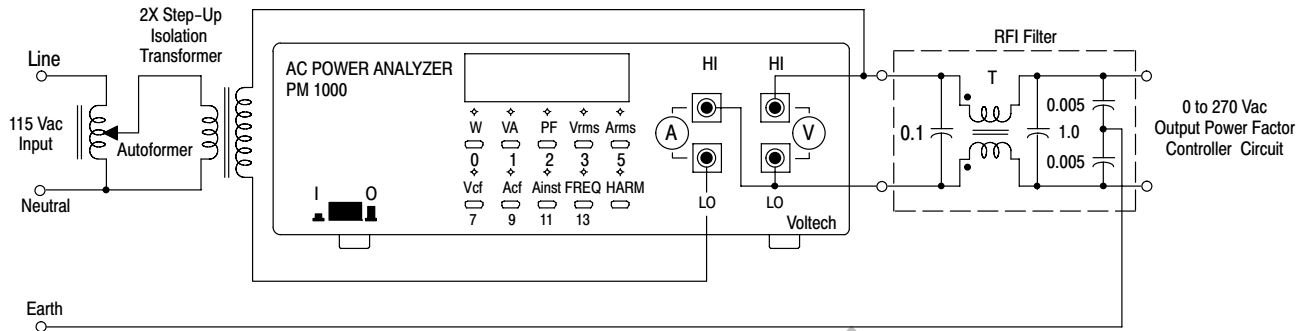 2X Step-Up
Isolation
Transformer
Line
115 Vac
Input
Autoformer
Neutral
Earth
AC POWER ANALYZER
PM 1000
W VA PF Vrms Arms
0 1 2 3 5
Vcf Acf Ainst FREQ HARM
7 9 11 13
I O
HI HI
A V
LO LO
Voltech
RFI Filter
T
0.1
1.0
0.005
0.005
0 to 270 Vac
Output Power Factor
Controller Circuit